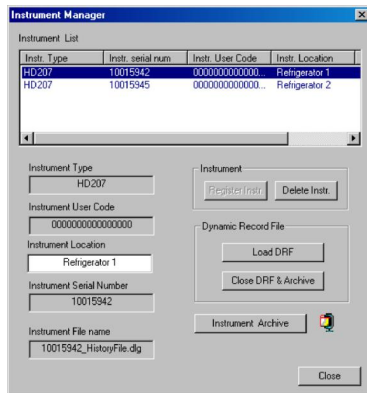 Instrument Manager
Instrument List
Instr. Type Instr. serial num Instr. User Code Instr. Location
HD207 10015942 0000000000000... Refrigerator 1
HD207 10015945 0000000000000... Refrigerator 2
Instrument Type
HD207
Instrument User Code
0000000000000000
Instrument Location
Refrigerator 1
Instrument Serial Number
10015942
Instrument File name
10015942_HistoryFile.dlg
Instrument
Register Instr. Delete Instr.
Dynamic Record File
Load DRF
Close DRF & Archive
Instrument Archive
Close